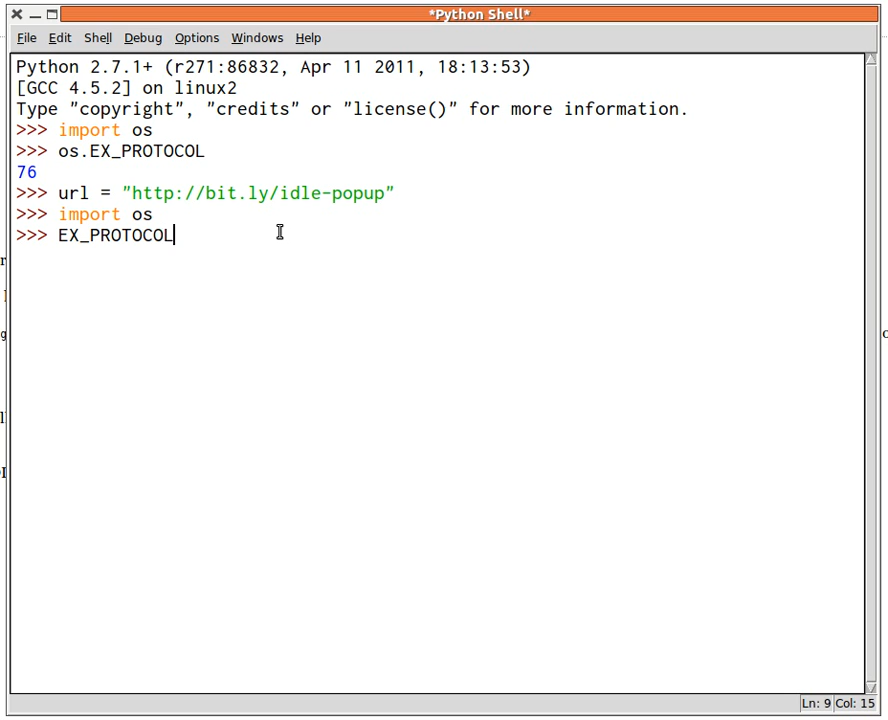 *Python Shell*
File Edit Shell Debug Options Windows Help
Python 2.7.1+ (r271:86832, Apr 11 2011, 18:13:53)
[GCC 4.5.2] on linux2
Type "copyright", "credits" or "license()" for more information.
>>> import os
>>> os.EX_PROTOCOL
76
>>> url = "http://bit.ly/idle-popup"
>>> import os
>>> EX_PROTOCOL
Ln: 9 Col: 15